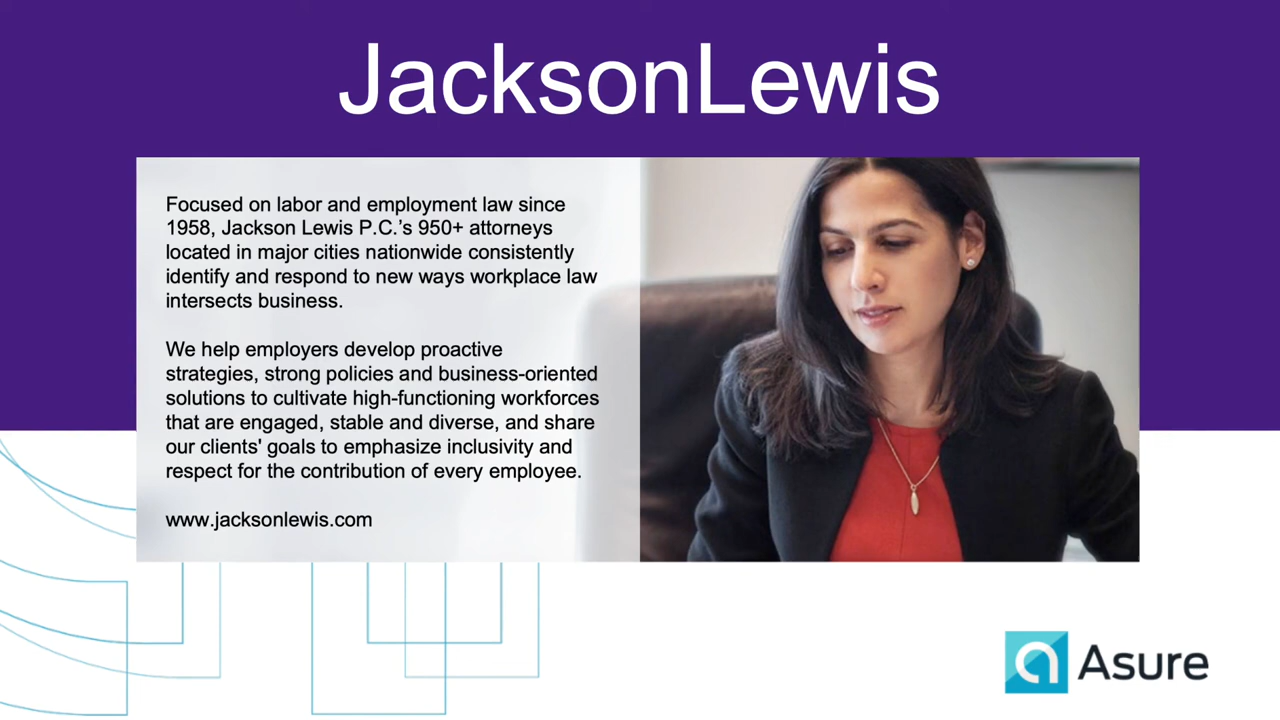 JacksonLewis
Focused on labor and employment law since
1958, Jackson Lewis P.C.’s 950+ attorneys
located in major cities nationwide consistently
identify and respond to new ways workplace law
intersects business.
We help employers develop proactive
strategies, strong policies and business-oriented
solutions to cultivate high-functioning workforces
that are engaged, stable and diverse, and share
our clients' goals to emphasize inclusivity and
respect for the contribution of every employee.
www.jacksonlewis.com
Asure